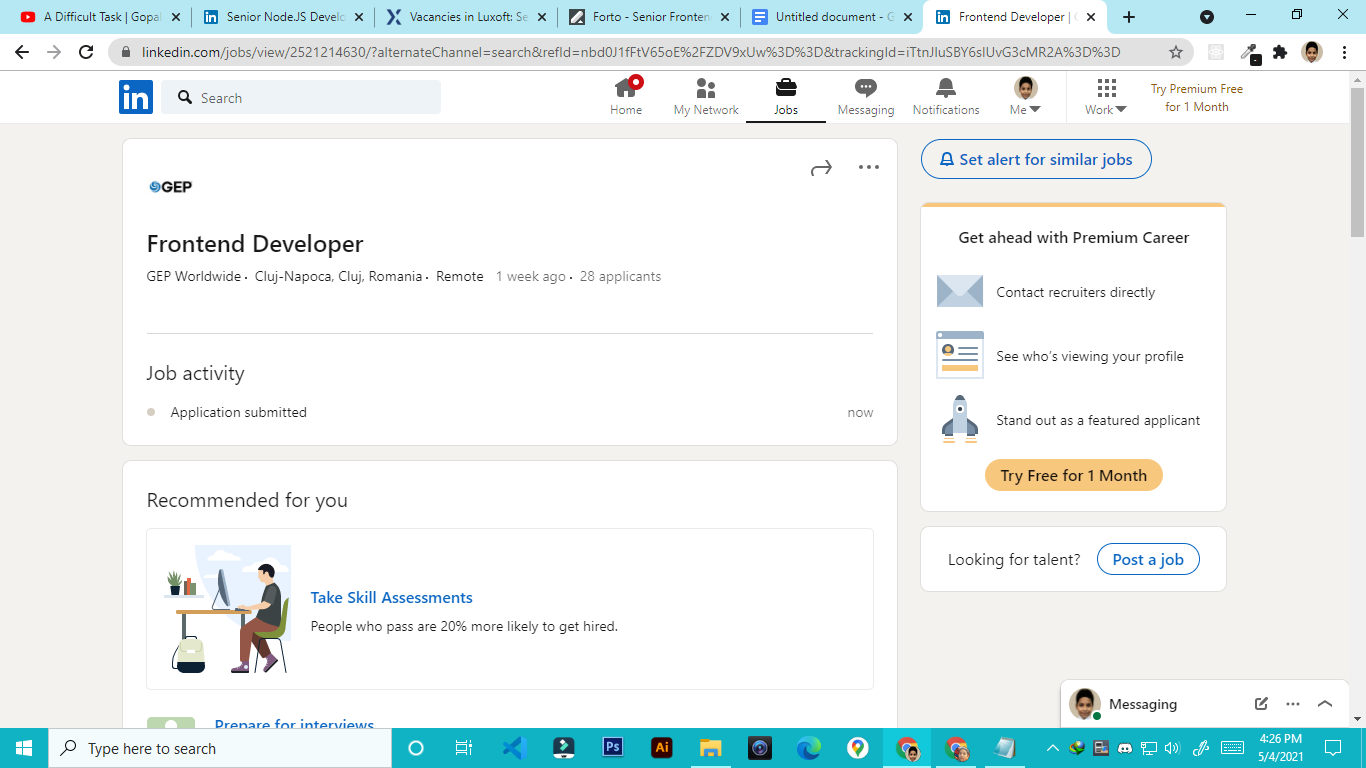 A Difficult Task | Gopal
Senior NodeJS Develo
Vacancies in Luxoft: Se
Forto - Senior Fronten
Untitled document - G
Frontend Developer |
linkedin.com/jobs/view/2521214630/?alternateChannel=search&refId=nbd0J1fFtV65oE%2FZDV9xUw%3D%3D&trackingId=iTtnJIuSBY6sIUvG3cMR2A%3D%3D
in
Search
Home
My Network
Jobs
Messaging
Notifications
Me
Work
Try Premium Free
for 1 Month
GEP
Frontend Developer
GEP Worldwide · Cluj-Napoca, Cluj, Romania · Remote 1 week ago · 28 applicants
Job activity
Application submitted
now
Recommended for you
Take Skill Assessments
People who pass are 20% more likely to get hired.
Prepare for interviews
Set alert for similar jobs
Get ahead with Premium Career
Contact recruiters directly
See who's viewing your profile
Stand out as a featured applicant
Try Free for 1 Month
Looking for talent?
Post a job
Messaging
Type here to search
Ps
Ai
4:26 PM
5/4/2021